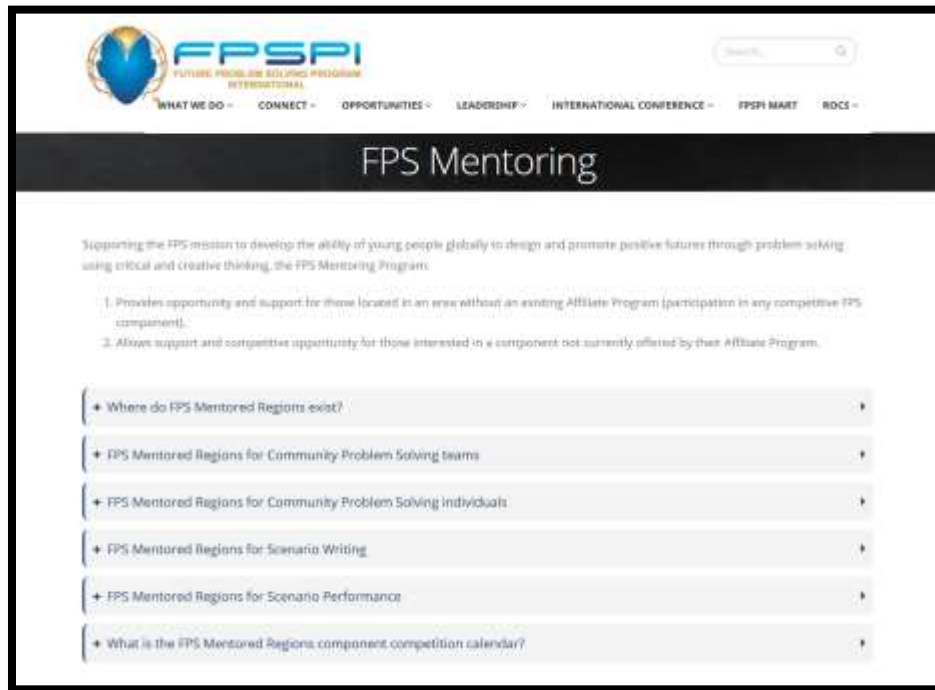 FPSPI
FUTURE PROBLEM SOLVING PROGRAM
INTERNATIONAL
Search...
WHAT WE DO
CONNECT
OPPORTUNITIES
LEADERSHIP
INTERNATIONAL CONFERENCE
FPSPI MART
ROCS
FPS Mentoring
Supporting the FPS mission to develop the ability of young people globally to design and promote positive futures through problem solving
using critical and creative thinking, the FPS Mentoring Program:
1. Provides opportunity and support for those located in an area without an existing Affiliate Program (participation in any competitive FPS
component).
2. Allows support and competitive opportunity for those interested in a component not currently offered by their Affiliate Program.
+ Where do FPS Mentored Regions exist?
+ FPS Mentored Regions for Community Problem Solving teams
+ FPS Mentored Regions for Community Problem Solving individuals
+ FPS Mentored Regions for Scenario Writing
+ FPS Mentored Regions for Scenario Performance
+ What is the FPS Mentored Regions component competition calendar?